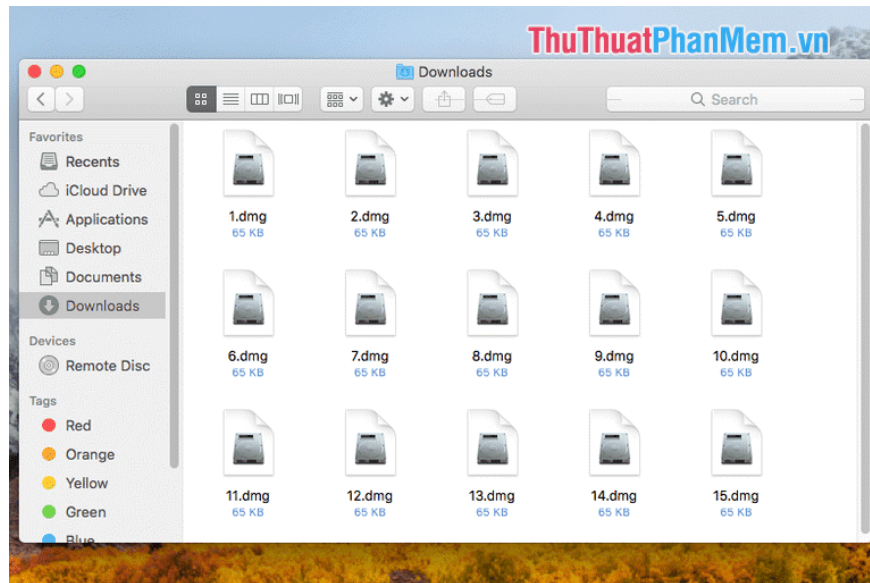 ThuThuatPhanMem.vn
Downloads
Search
Favorites
Recents
iCloud Drive
Applications
Desktop
Documents
Downloads
Devices
Remote Disc
Tags
Red
Orange
Yellow
Green
Blue
1.dmg 2.dmg 3.dmg 4.dmg 5.dmg
65 KB 65 KB 65 KB 65 KB 65 KB
6.dmg 7.dmg 8.dmg 9.dmg 10.dmg
65 KB 65 KB 65 KB 65 KB 65 KB
11.dmg 12.dmg 13.dmg 14.dmg 15.dmg
65 KB 65 KB 65 KB 65 KB 65 KB